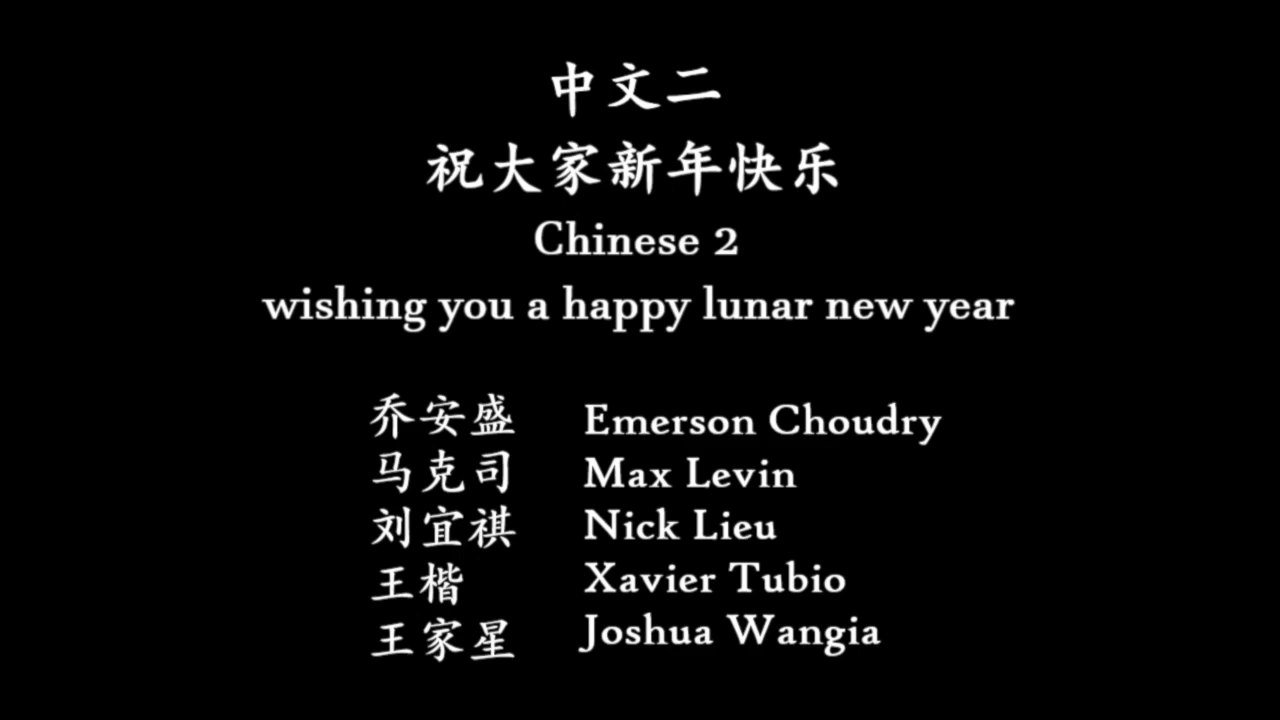 中文二
祝大家新年快乐
Chinese 2
wishing you a happy lunar new year
乔安盛 Emerson Choudry
马克司 Max Levin
刘宜祺 Nick Lieu
王楷 Xavier Tubio
王家星 Joshua Wangia